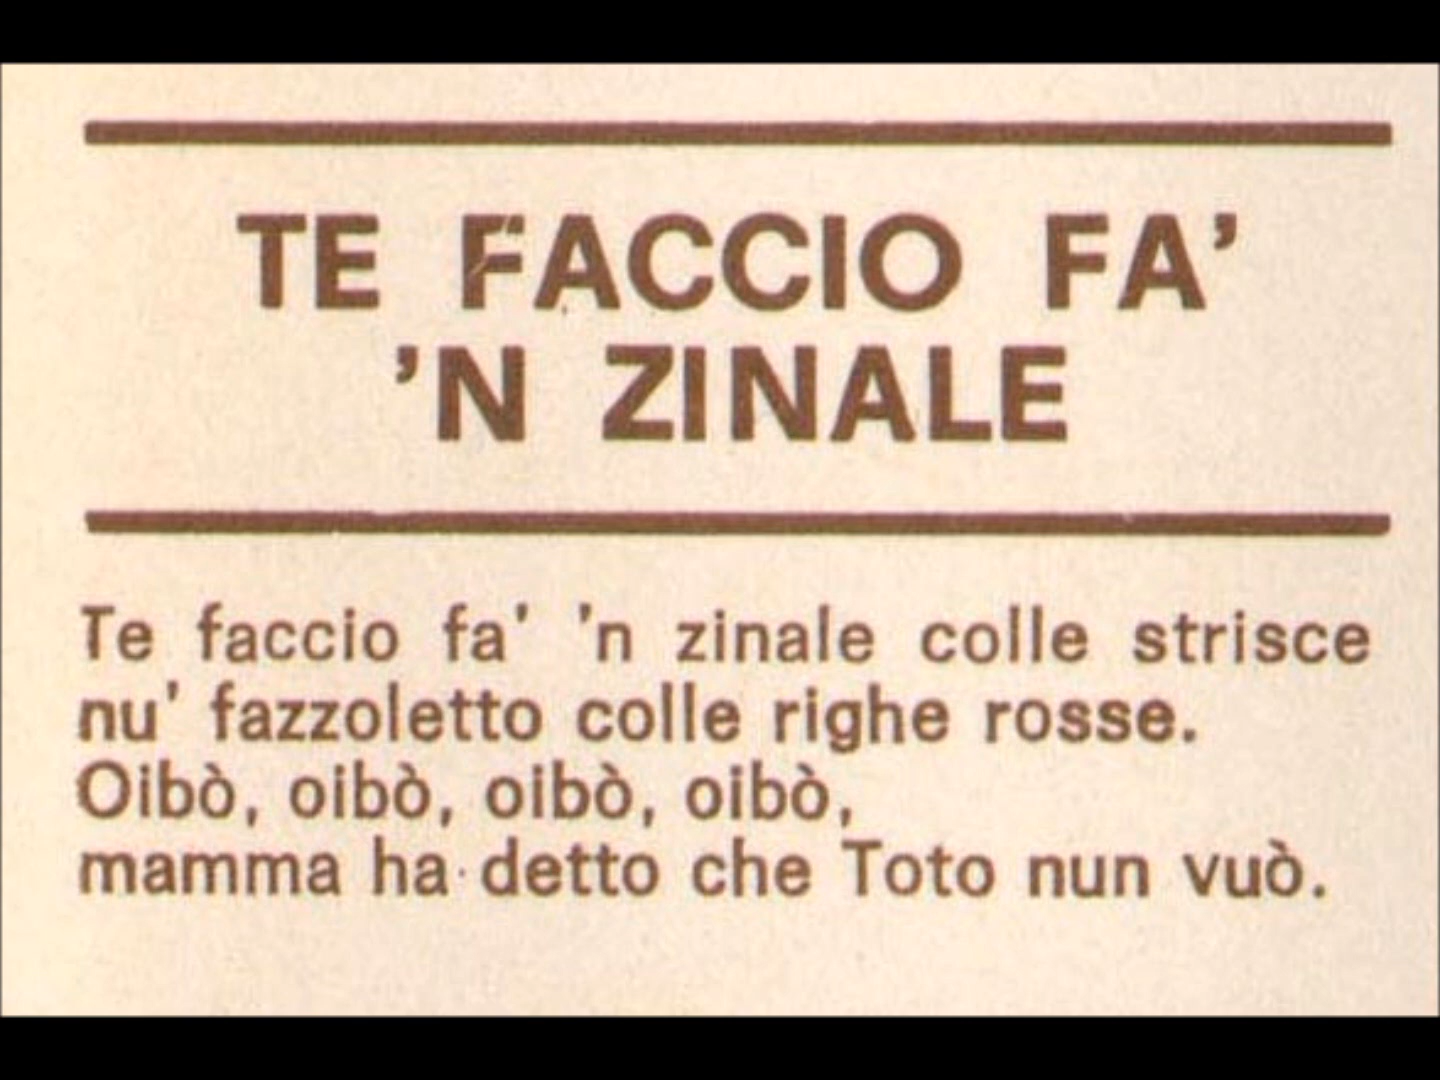 TE FACCIO FA’
’N ZINALE
Te faccio fa' 'n zinale colle strisce
nu' fazzoletto colle righe rosse.
Oibò, oibò, oibò, oibò,
mamma ha detto che Toto nun vuò.